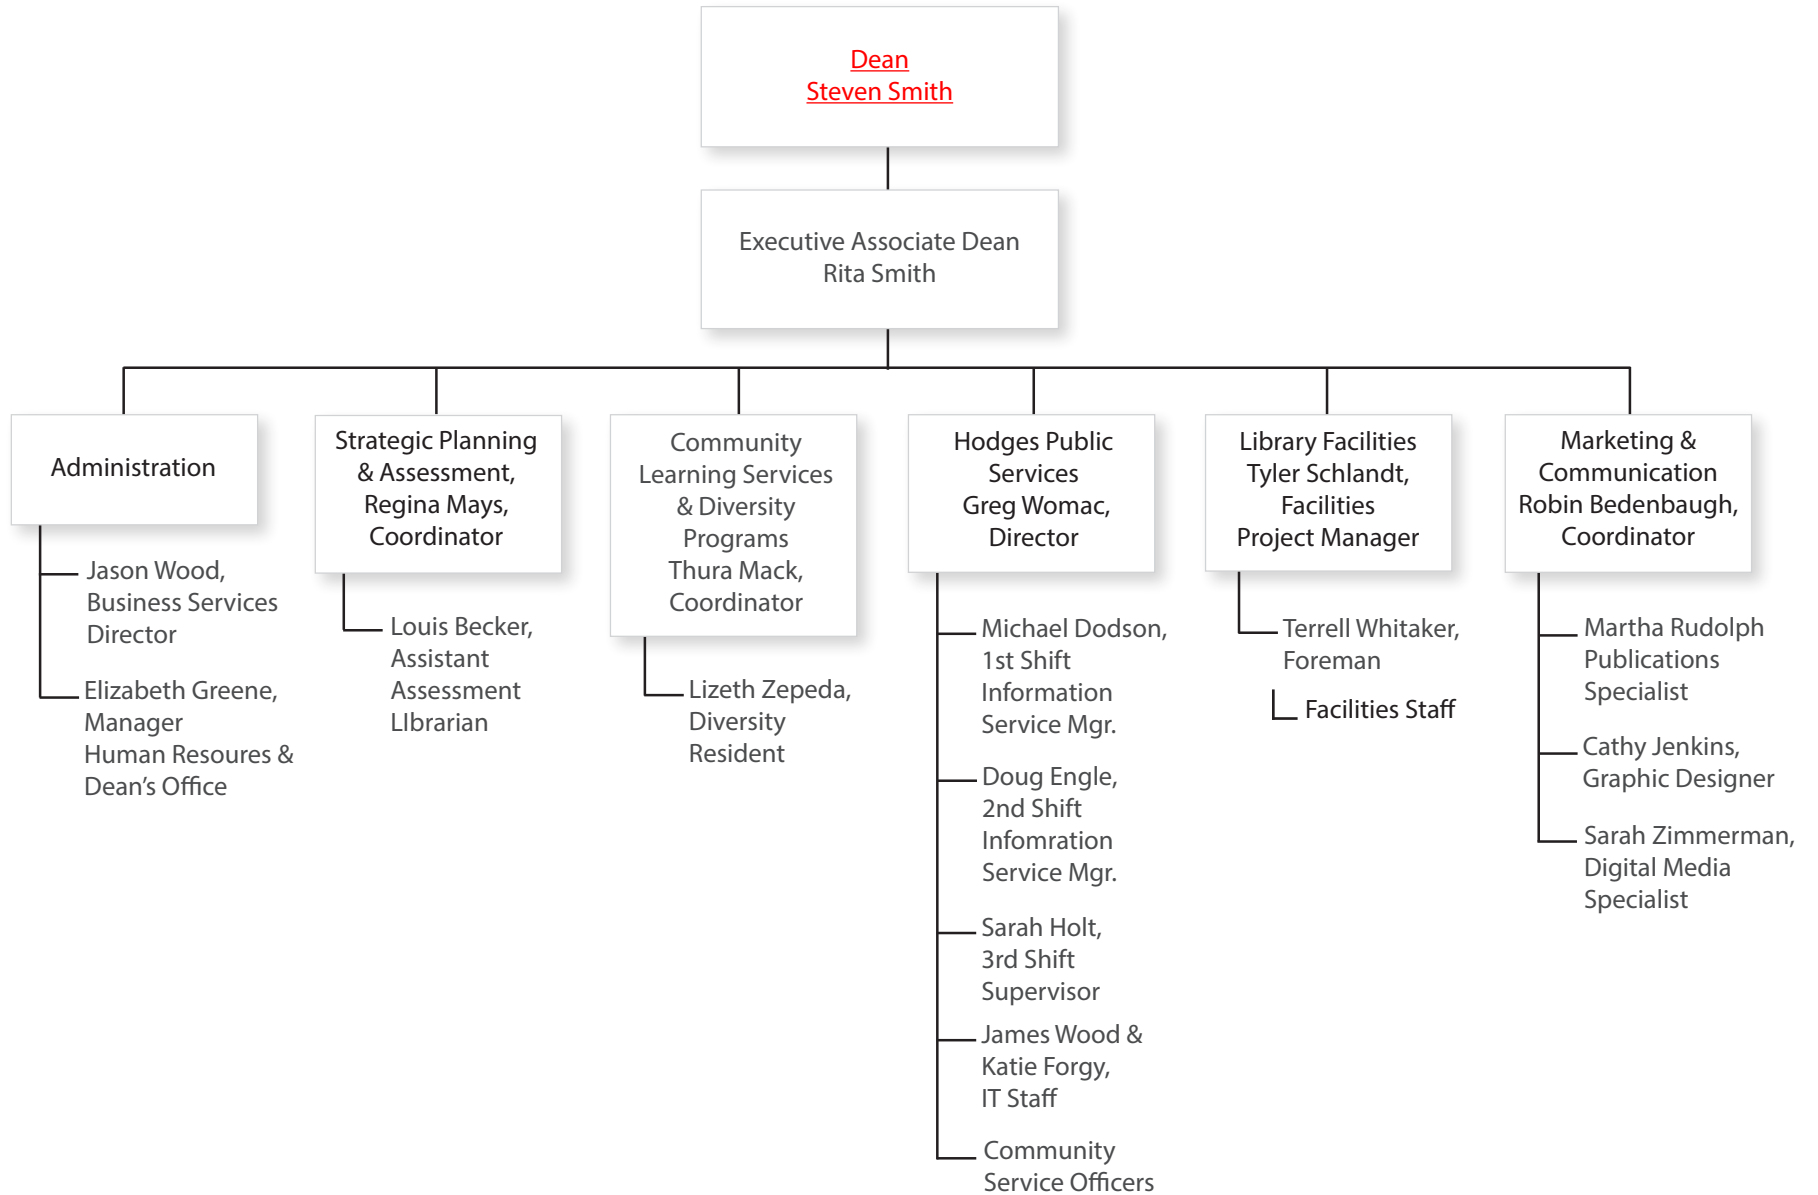 Dean
Steven Smith
Executive Associate Dean
Rita Smith
Administration
Jason Wood,
Business Services
Director
Elizabeth Greene,
Manager
Human Resoures &
Dean’s Office
Strategic Planning
& Assessment,
Regina Mays,
Coordinator
Louis Becker,
Assistant
Assessment
LIbrarian
Community
Learning Services
& Diversity
Programs
Thura Mack,
Coordinator
Lizeth Zepeda,
Diversity
Resident
Hodges Public
Services
Greg Womac,
Director
Michael Dodson,
1st Shift
Information
Service Mgr.
Doug Engle,
2nd Shift
Infomration
Service Mgr.
Sarah Holt,
3rd Shift
Supervisor
James Wood &
Katie Forgy,
IT Staff
Community
Service Officers
Library Facilities
Tyler Schlandt,
Facilities
Project Manager
Terrell Whitaker,
Foreman
Facilities Staff
Marketing &
Communication
Robin Bedenbaugh,
Coordinator
Martha Rudolph
Publications
Specialist
Cathy Jenkins,
Graphic Designer
Sarah Zimmerman,
Digital Media
Specialist